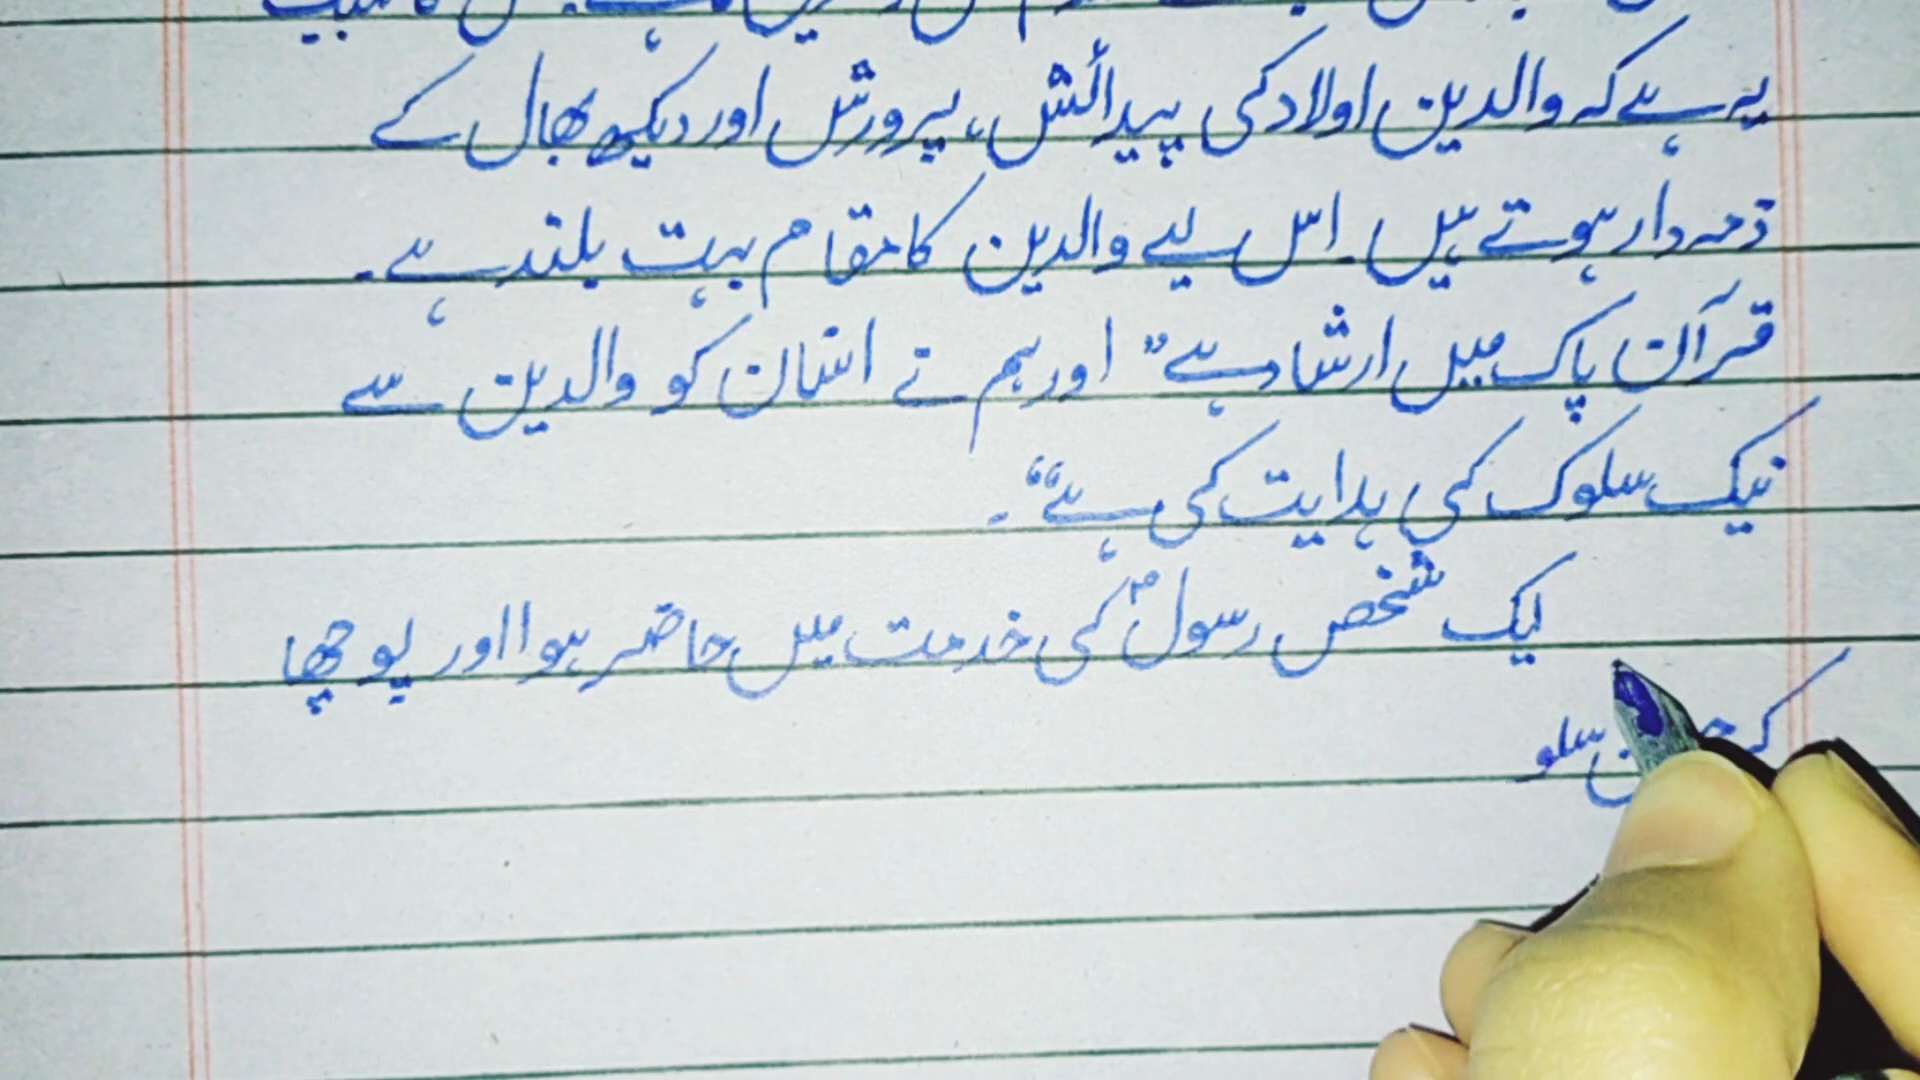 یہ ہے کہ والدین اولاد کی پیدائش، پرورش اور دیکھ بھال کے
ذمہ دار ہوتے ہیں۔ اس لیے والدین کا مقام بہت بلند ہے۔
قرآن پاک میں ارشاد ہے "اور ہم نے انسان کو والدین سے
نیک سلوک کی ہدایت کی ہے"۔
ایک شخص رسولؐ کی خدمت میں حاضر ہوا اور پوچھا
کہ سلو